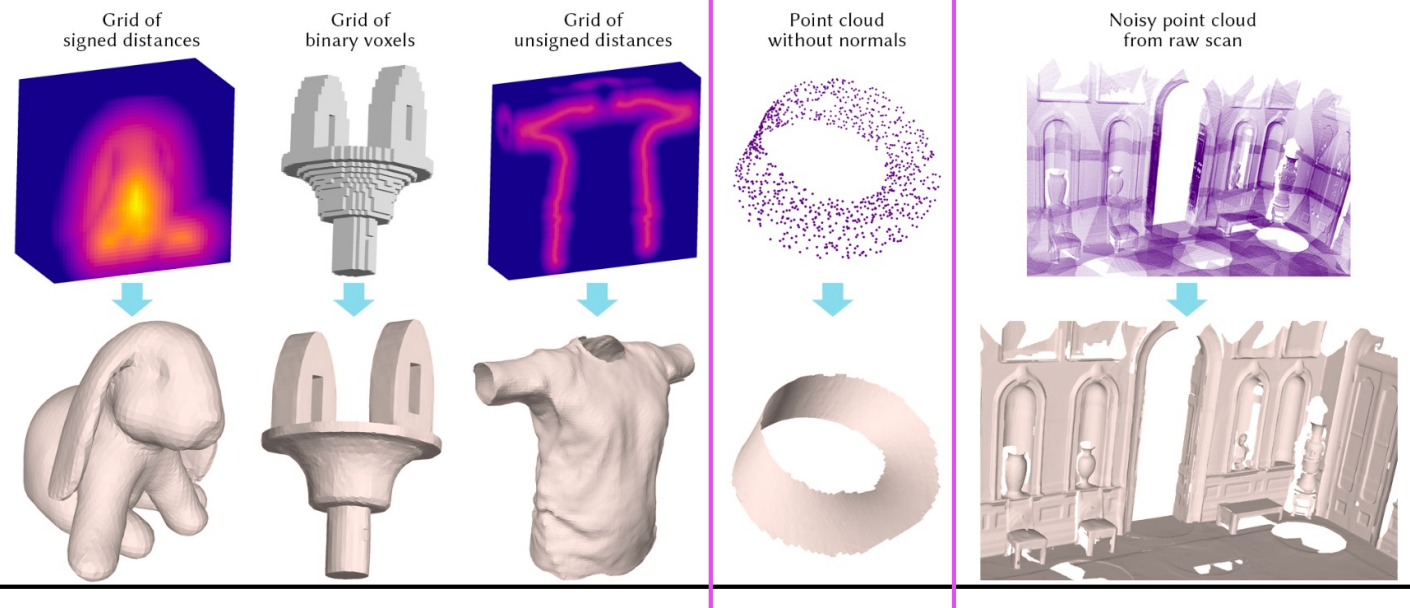 Grid of
signed distances
Grid of
binary voxels
Grid of
unsigned distances
Point cloud
without normals
Noisy point cloud
from raw scan